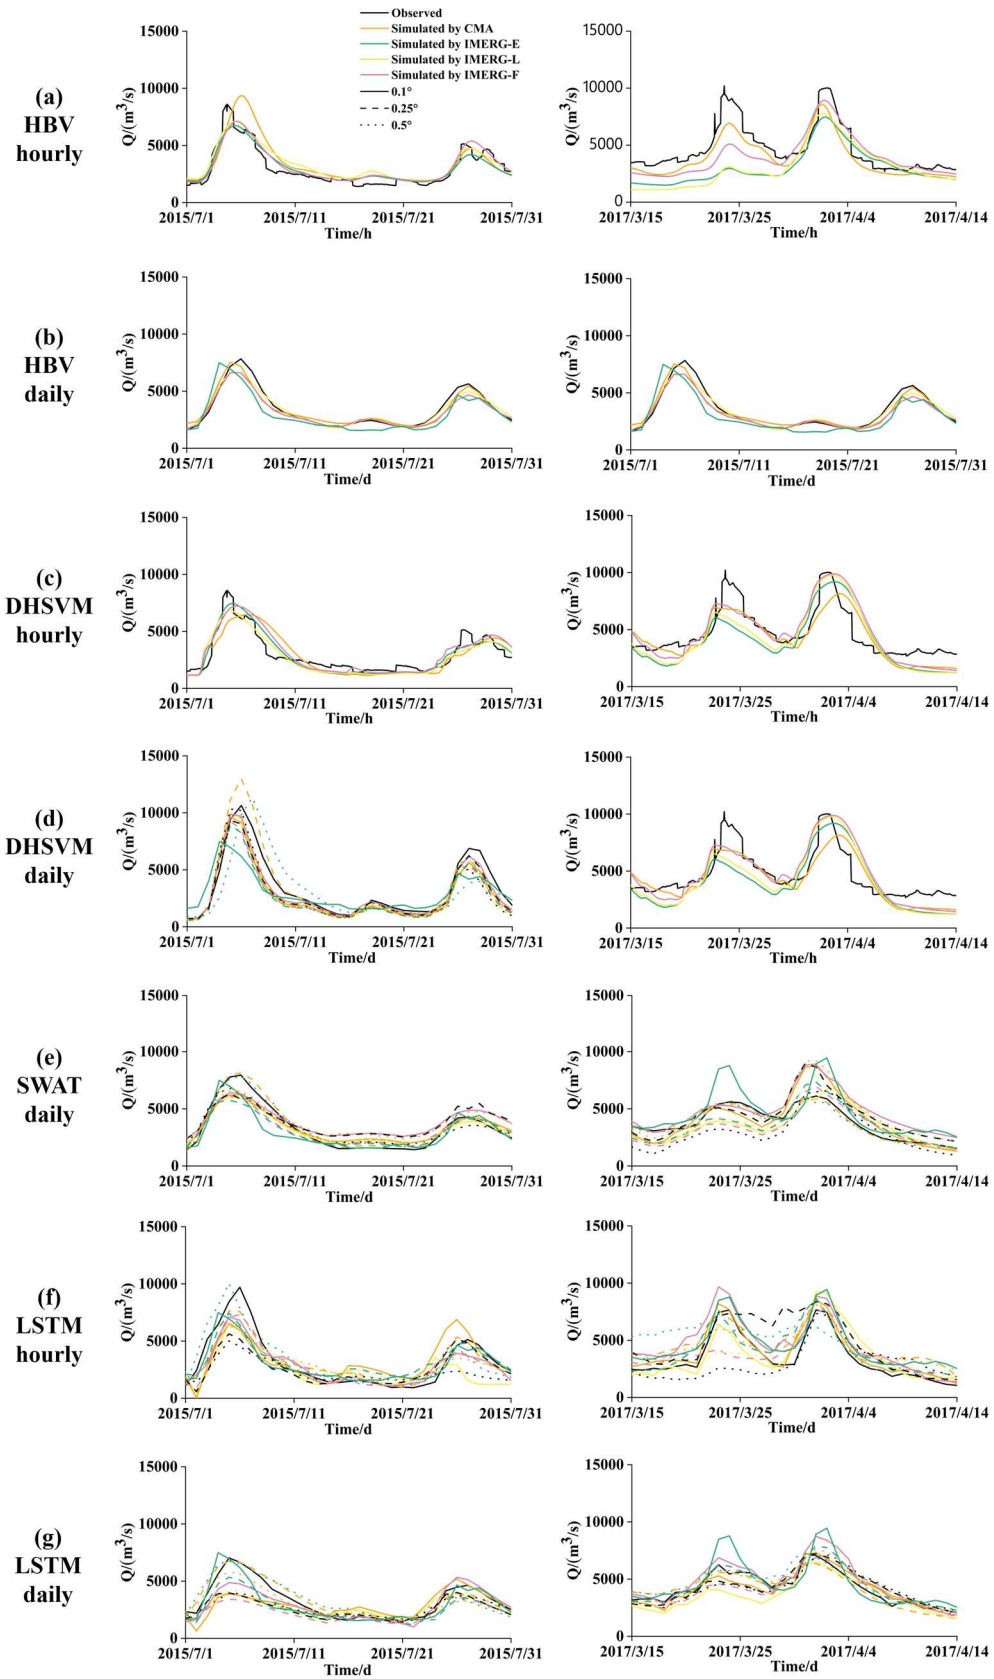 Observed
Simulated by CMA
Simulated by IMERG-E
Simulated by IMERG-L
Simulated by IMERG-F
0.1°
0.25°
0.5°
(a)
HBV
hourly
Q/(m³/s)
15000
10000
5000
0
2015/7/1 2015/7/11 2015/7/21 2015/7/31
Time/h
Q/(m³/s)
15000
10000
5000
0
2017/3/15 2017/3/25 2017/4/4 2017/4/14
Time/h
(b)
HBV
daily
Q/(m³/s)
15000
10000
5000
0
2015/7/1 2015/7/11 2015/7/21 2015/7/31
Time/d
Q/(m³/s)
15000
10000
5000
0
2015/7/1 2015/7/11 2015/7/21 2015/7/31
Time/d
(c)
DHSVM
hourly
Q/(m³/s)
15000
10000
5000
0
2015/7/1 2015/7/11 2015/7/21 2015/7/31
Time/h
Q/(m³/s)
15000
10000
5000
0
2017/3/15 2017/3/25 2017/4/4 2017/4/14
Time/h
(d)
DHSVM
daily
Q/(m³/s)
15000
10000
5000
0
2015/7/1 2015/7/11 2015/7/21 2015/7/31
Time/d
Q/(m³/s)
15000
10000
5000
0
2017/3/15 2017/3/25 2017/4/4 2017/4/14
Time/h
(e)
SWAT
daily
Q/(m³/s)
15000
10000
5000
0
2015/7/1 2015/7/11 2015/7/21 2015/7/31
Time/d
Q/(m³/s)
15000
10000
5000
0
2017/3/15 2017/3/25 2017/4/4 2017/4/14
Time/d
(f)
LSTM
hourly
Q/(m³/s)
15000
10000
5000
0
2015/7/1 2015/7/11 2015/7/21 2015/7/31
Time/d
Q/(m³/s)
15000
10000
5000
0
2017/3/15 2017/3/25 2017/4/4 2017/4/14
Time/d
(g)
LSTM
daily
Q/(m³/s)
15000
10000
5000
0
2015/7/1 2015/7/11 2015/7/21 2015/7/31
Time/d
Q/(m³/s)
15000
10000
5000
0
2017/3/15 2017/3/25 2017/4/4 2017/4/14
Time/d